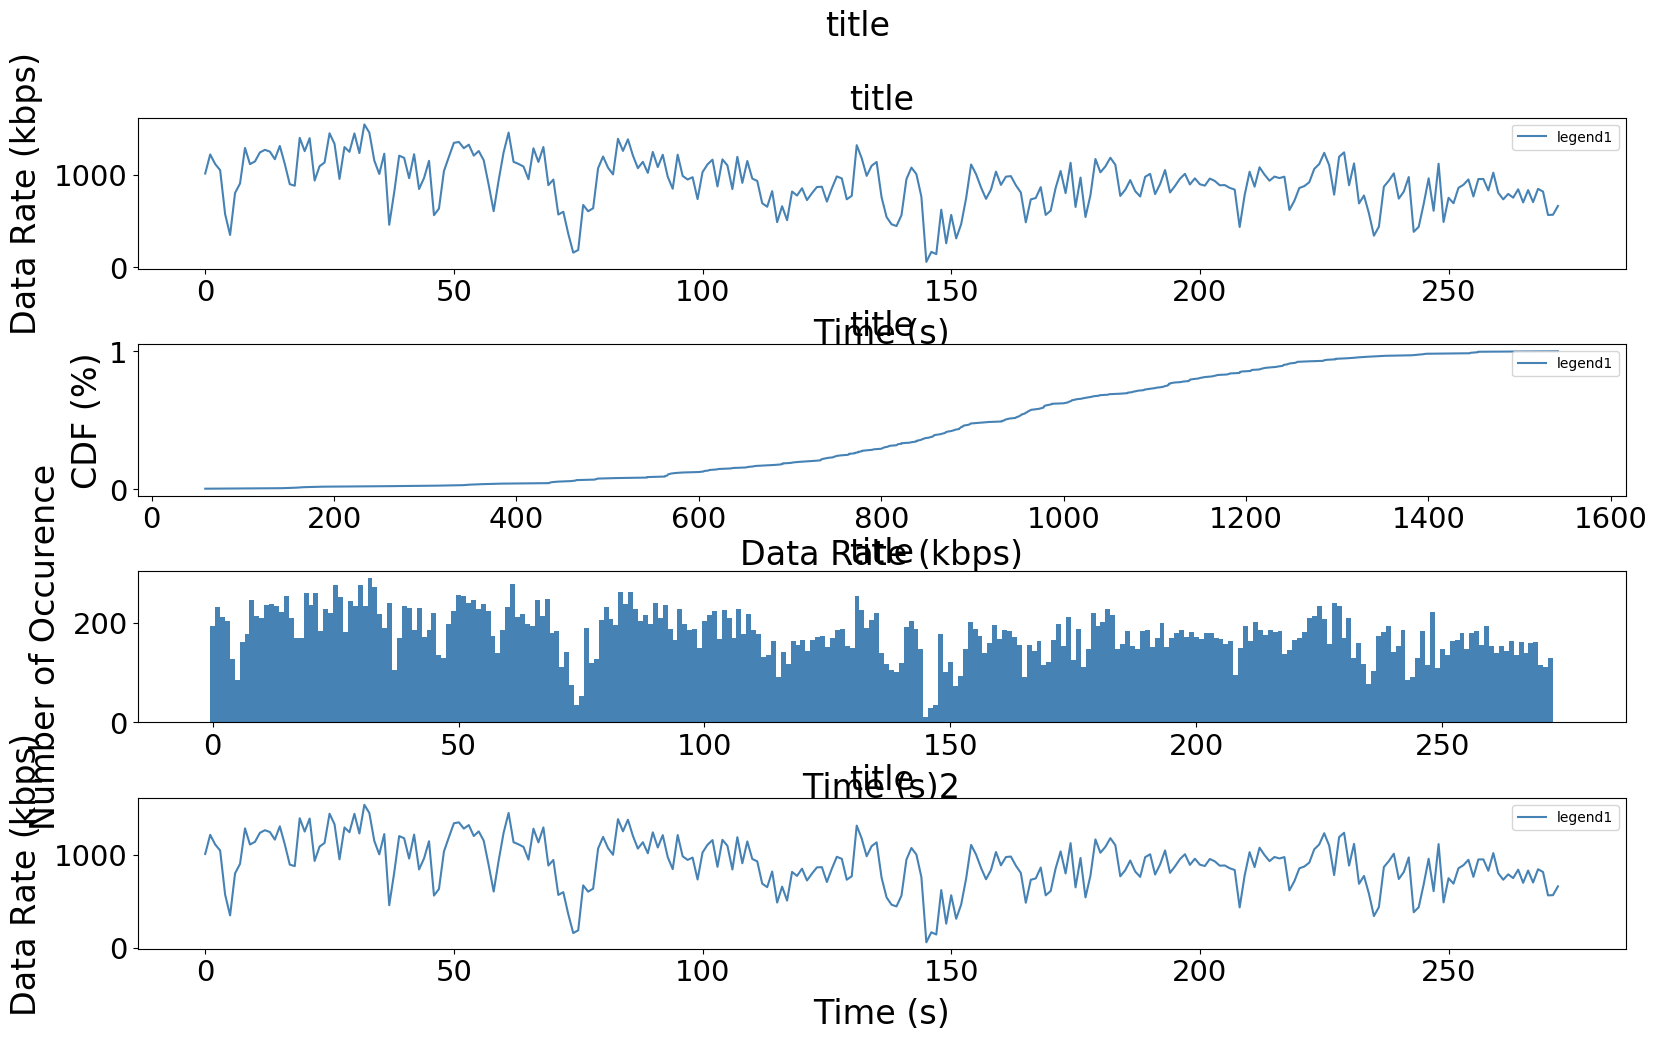 title
title
Data Rate (kbps)
1000
0
legend1
0 50 100 150 200 250
Time (s)
title
CDF (%)
1
0
legend1
0 200 400 600 800 1000 1200 1400 1600
Data Rate (kbps)
title
Number of Occurence
200
0
0 50 100 150 200 250
Time (s)2
title
Data Rate (kbps)
1000
0
legend1
0 50 100 150 200 250
Time (s)